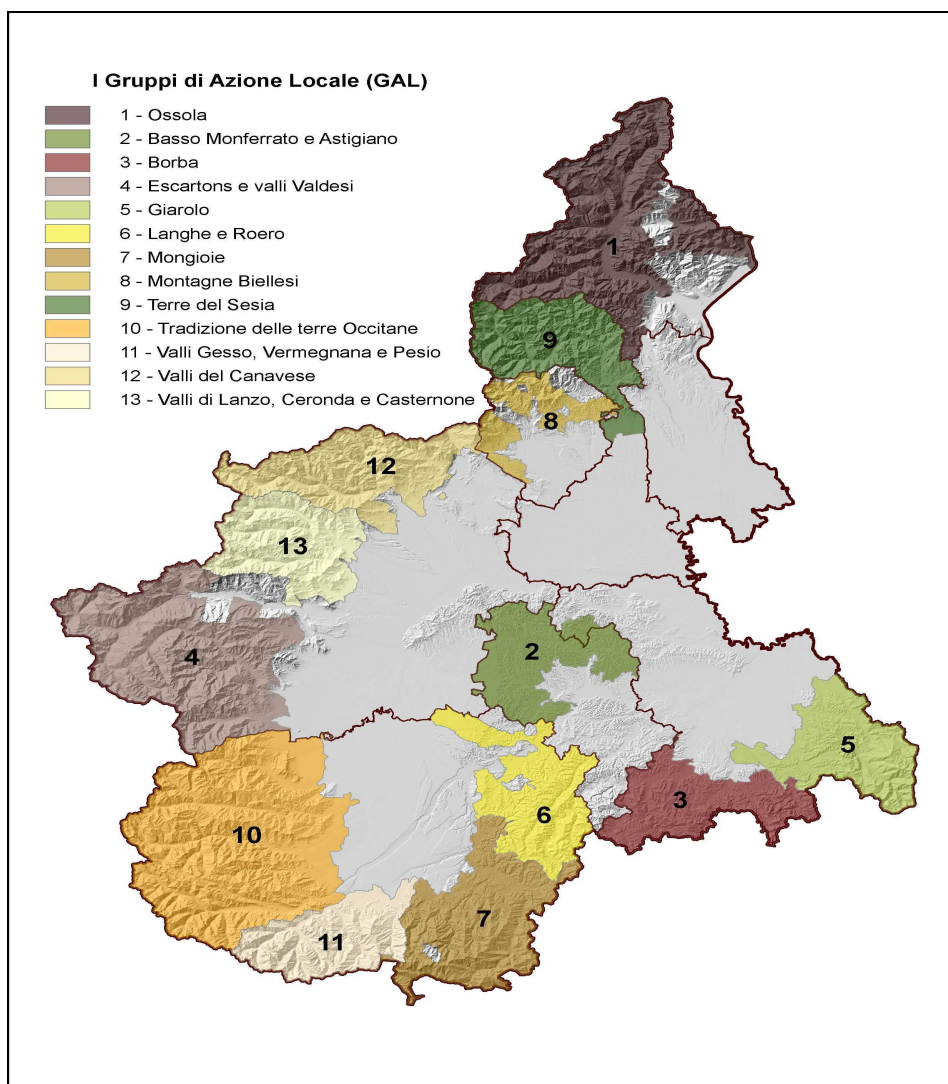 I Gruppi di Azione Locale (GAL)
1 - Ossola
2 - Basso Monferrato e Astigiano
3 - Borba
4 - Escartons e valli Valdesi
5 - Giarolo
6 - Langhe e Roero
7 - Mongioie
8 - Montagne Biellesi
9 - Terre del Sesia
10 - Tradizione delle terre Occitane
11 - Valli Gesso, Vermegnana e Pesio
12 - Valli del Canavese
13 - Valli di Lanzo, Ceronda e Casternone
1
9
8
12
13
2
4
5
3
6
10
7
11